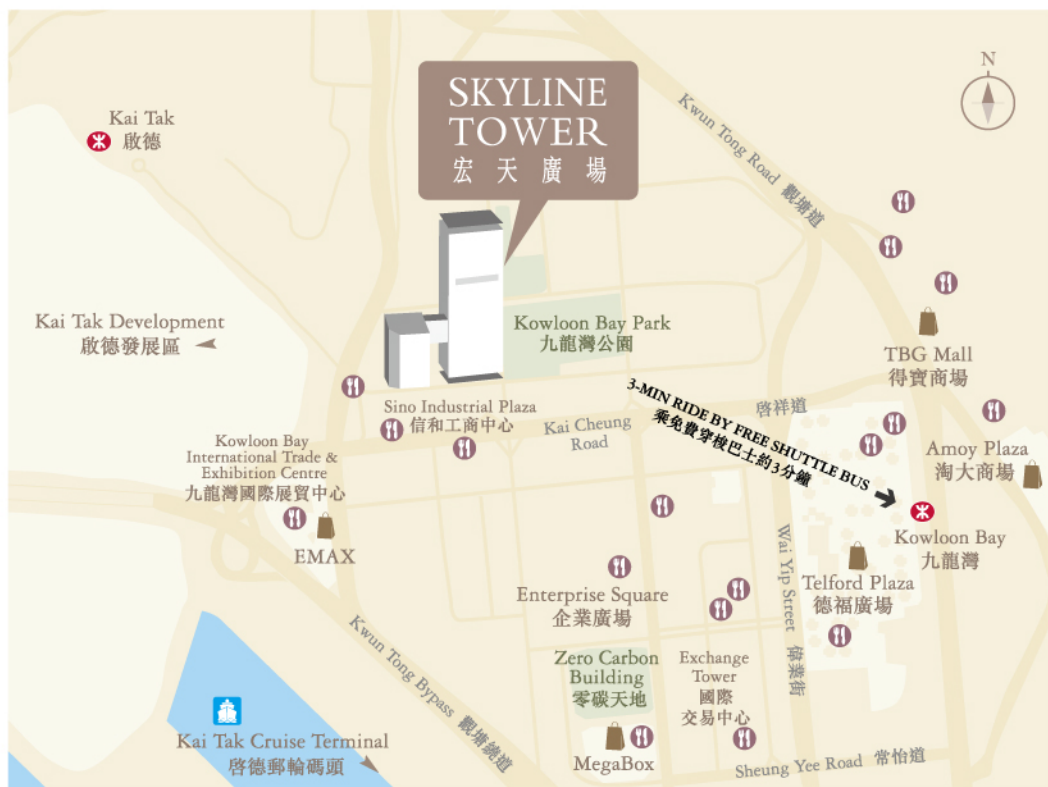 N
SKYLINE
TOWER
宏天廣場
Kai Tak
啟德
Kwun Tong Road 觀塘道
Kai Tak Development
啟德發展區
Kowloon Bay Park
九龍灣公園
TBG Mall
得寶商場
3-MIN RIDE BY FREE SHUTTLE BUS
乘免費穿梭巴士約3分鐘
Sino Industrial Plaza
信和工商中心
Kai Cheung
Road
啓祥道
Kowloon Bay
International Trade &
Exhibition Centre
九龍灣國際展貿中心
Amoy Plaza
淘大商場
EMAX
Kowloon Bay
九龍灣
Wai Yip Street 偉業街
Telford Plaza
德福廣場
Enterprise Square
企業廣場
Kwun Tong Bypass 觀塘繞道
Zero Carbon
Building
零碳天地
Exchange
Tower
國際
交易中心
Kai Tak Cruise Terminal
啓德郵輪碼頭
MegaBox
Sheung Yee Road 常怡道